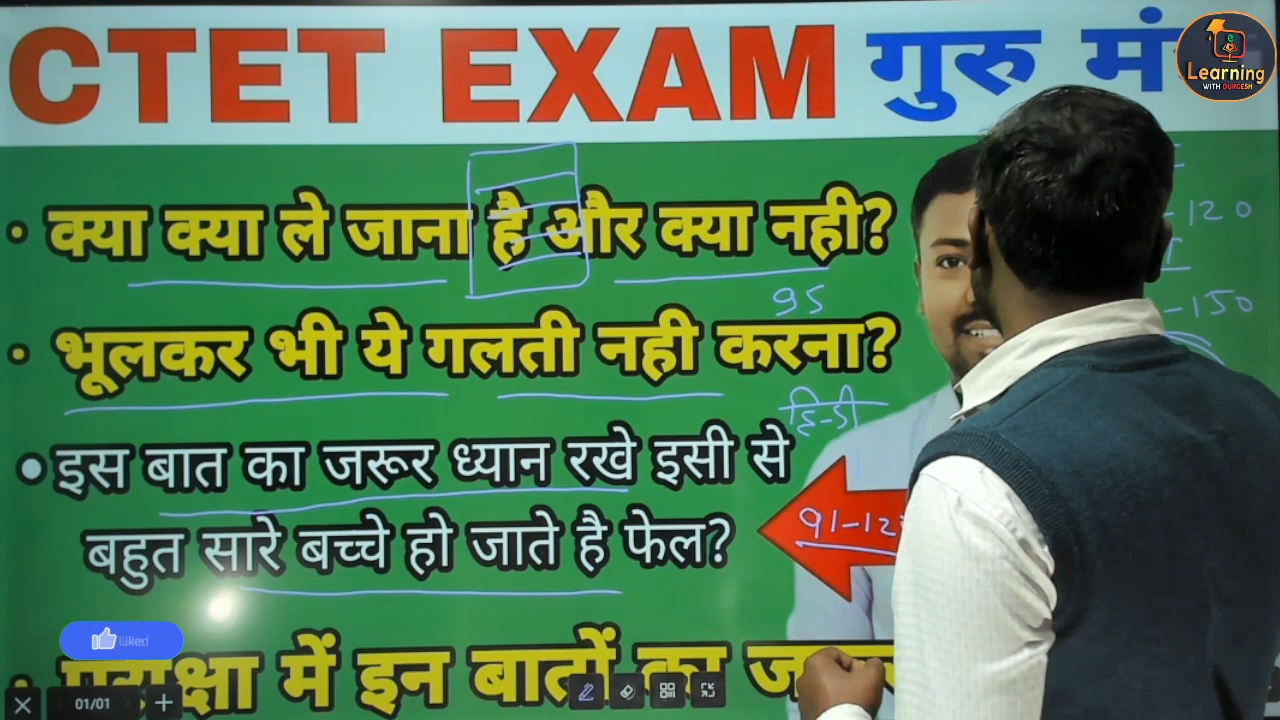 CTET EXAM गुरु मं
Learning
WITH DURGESH
• क्या क्या ले जाना है और क्या नही?
-120
95
-150
• भूलकर भी ये गलती नही करना?
हिन्दी
• इस बात का जरूर ध्यान रखे इसी से
बहुत सारे बच्चे हो जाते है फेल?
91-12
liked
• में इन बातों का
01/01